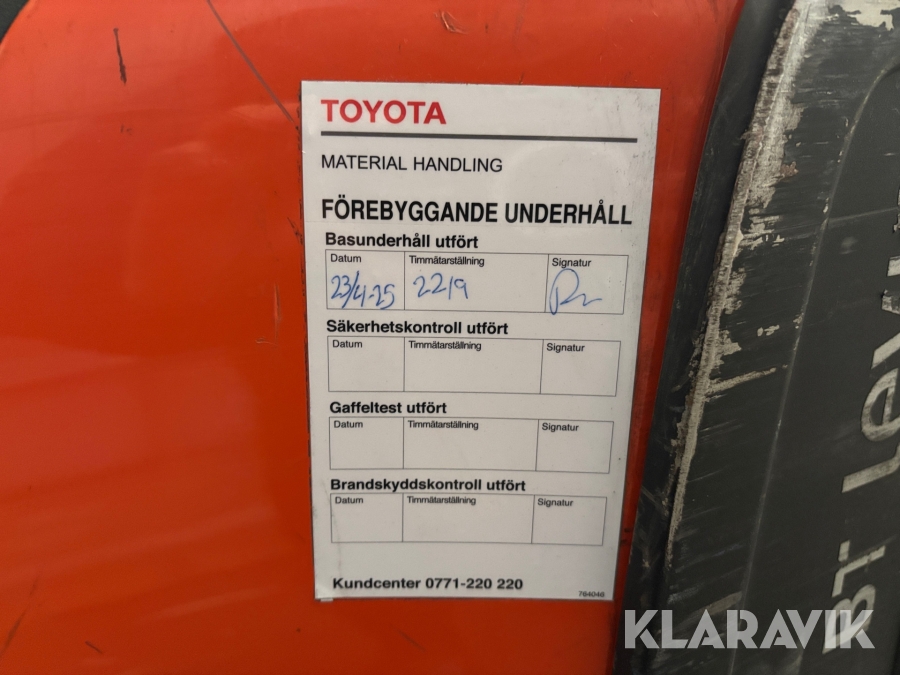 TOYOTA
MATERIAL HANDLING
FÖREBYGGANDE UNDERHÅLL
Basunderhåll utfört
Datum Timmätarställning Signatur
23/4-25 2219
Säkerhetskontroll utfört
Datum Timmätarställning Signatur
Gaffeltest utfört
Datum Timmätarställning Signatur
Brandskyddskontroll utfört
Datum Timmätarställning Signatur
Kundcenter 0771-220 220
764046
BT
KLARAVIK